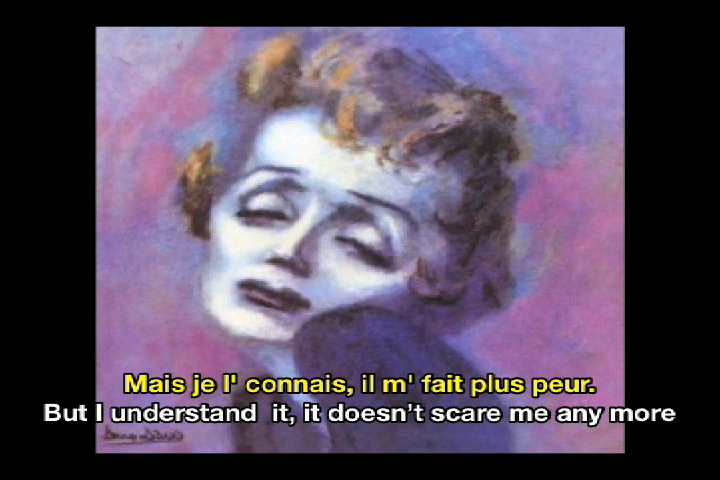 Mais je l' connais, il m' fait plus peur.
But I understand  it, it doesn’t scare me any more